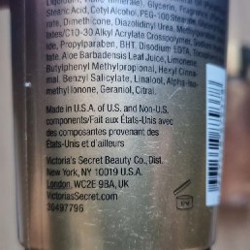 Stearic Acid, Cetyl Alcohol, PEG-100 Stearate,
Dimethicone, Diazolidinyl Urea,
C10-30 Alkyl Acrylate
Propylparaben, BHT, Disodium EDTA,
Aloe Barbadensis Leaf Juice, Limonene
Butylphenyl Methylpropional, Hexyl Cinna-
mal, Benzyl Salicylate, Linalool, Alpha-Iso-
methyl Ionone, Geraniol, Citral.
Made in U.S.A. of U.S. and Non-U.S.
components/Fait aux États-Unis avec
des composantes provenant des
États-Unis et d'ailleurs
Victoria's Secret Beauty Co., Dist.
New York, NY 10019 U.S.A.
London, WC2E 9BA, UK
VictoriasSecret.com
26497796